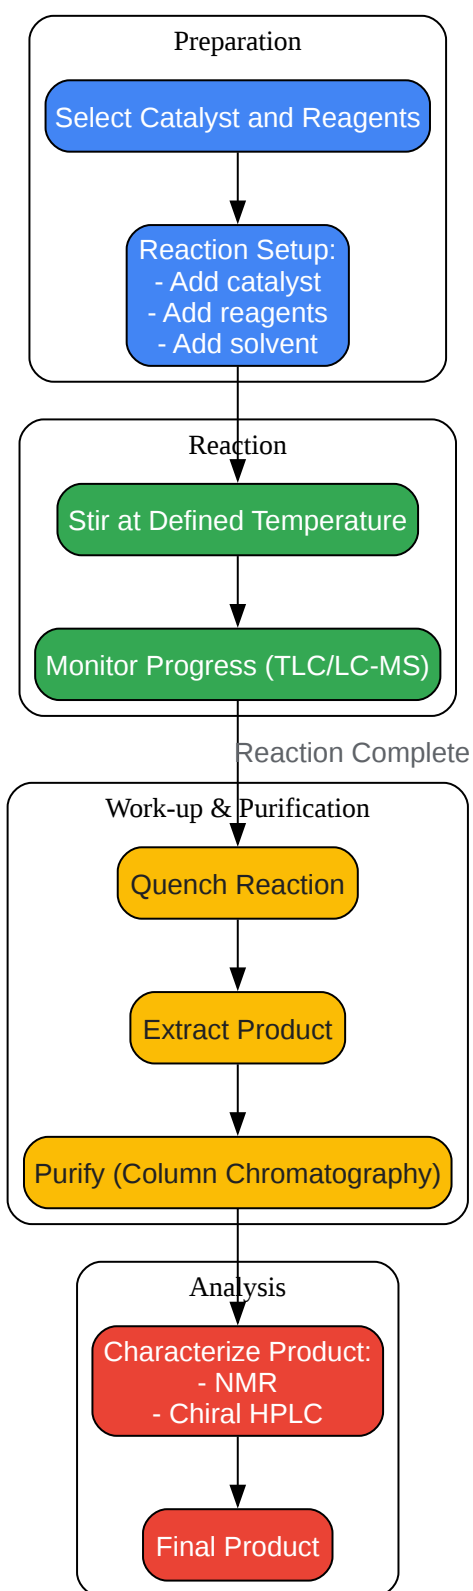 Preparation
Select Catalyst and Reagents
Reaction Setup:
- Add catalyst
- Add reagents
- Add solvent
Reaction
Stir at Defined Temperature
Monitor Progress (TLC/LC-MS)
Reaction Complete
Work-up & Purification
Quench Reaction
Extract Product
Purify (Column Chromatography)
Analysis
Characterize Product:
- NMR
- Chiral HPLC
Final Product